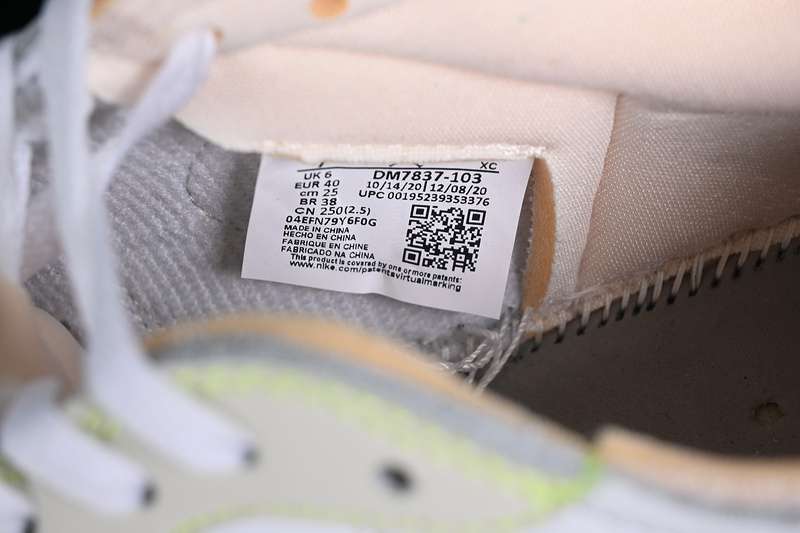 XC
UK 6
EUR 40
cm 25
BR 38
CN 250(2.5)
04EFN79Y6F0G
DM7837-103
10/14/20 12/08/20
UPC 00195239353376
MADE IN CHINA
HECHO EN CHINA
FABRIQUE EN CHINE
FABRICADO NA CHINA
This product is covered by one or more patents:
www.nike.com/patentsvirtualmarking